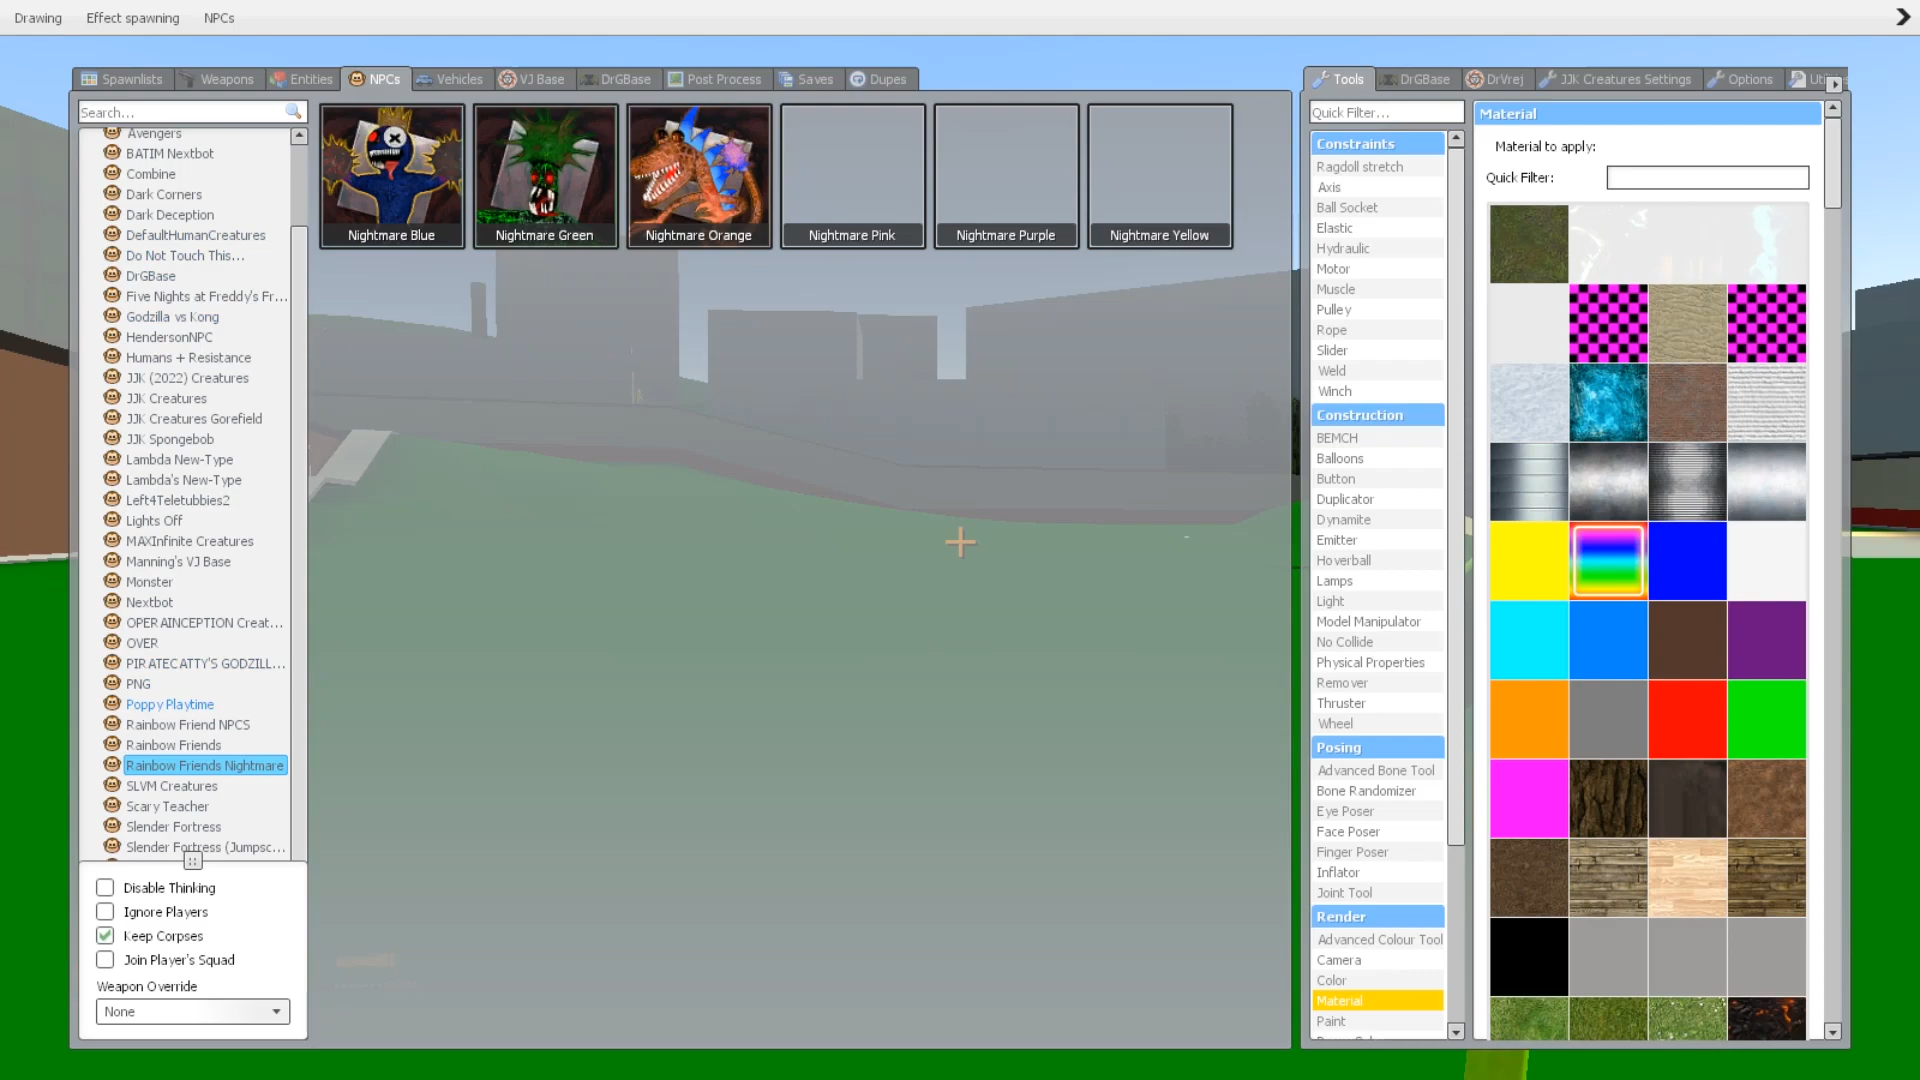 Drawing Effect spawning NPCs
Spawnlists Weapons Entities NPCs Vehicles VJ Base DrGBase Post Process Saves Dupes
Search...
Avengers
BATIM Nextbot
Combine
Dark Corners
Dark Deception
DefaultHumanCreatures
Do Not Touch This...
DrGBase
Five Nights at Freddy's Fr...
Godzilla vs Kong
HendersonNPC
Humans + Resistance
JJK (2022) Creatures
JJK Creatures
JJK Creatures Gorefield
JJK Spongebob
Lambda New-Type
Lambda's New-Type
Left4Teletubbies2
Lights Off
MAXInfinite Creatures
Manning's VJ Base
Monster
Nextbot
OPERAINCEPTION Creat...
OVER
PIRATECATTY'S GODZILL...
PNG
Poppy Playtime
Rainbow Friend NPCS
Rainbow Friends
Rainbow Friends Nightmare
SLVM Creatures
Scary Teacher
Slender Fortress
Slender Fortress (Jumpsc...
Disable Thinking
Ignore Players
Keep Corpses
Join Player's Squad
Weapon Override
None
Nightmare Blue
Nightmare Green
Nightmare Orange
Nightmare Pink
Nightmare Purple
Nightmare Yellow
Tools DrGBase DrVrej JJK Creatures Settings Options
Quick Filter...
Constraints
Ragdoll stretch
Axis
Ball Socket
Elastic
Hydraulic
Motor
Muscle
Pulley
Rope
Slider
Weld
Winch
Construction
BEMCH
Balloons
Button
Duplicator
Dynamite
Emitter
Hoverball
Lamps
Light
Model Manipulator
No Collide
Physical Properties
Remover
Thruster
Wheel
Posing
Advanced Bone Tool
Bone Randomizer
Eye Poser
Face Poser
Finger Poser
Inflator
Joint Tool
Render
Advanced Colour Tool
Camera
Color
Material
Paint
Material
Material to apply:
Quick Filter: